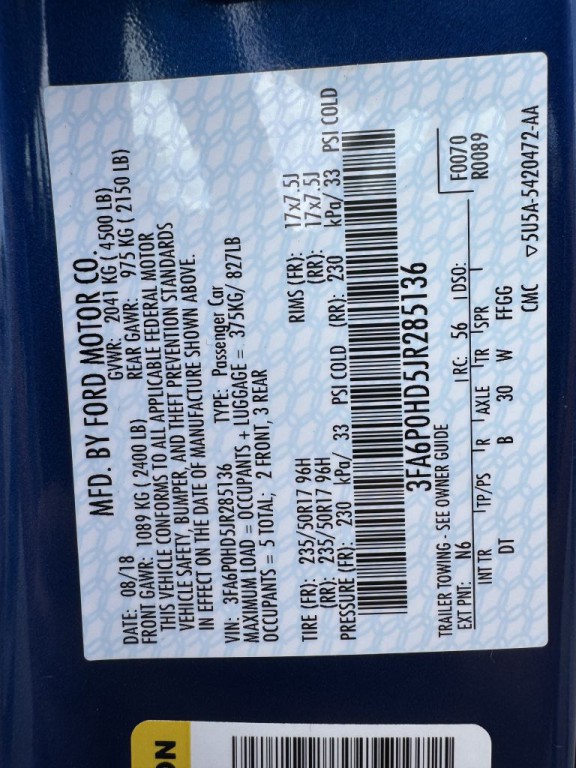 MFD. BY FORD MOTOR CO.
DATE: 08/18 GVWR: 2041 KG ( 4500 LB)
FRONT GAWR: 1089 KG ( 2400 LB) REAR GAWR: 975 KG ( 2150 LB)
THIS VEHICLE CONFORMS TO ALL APPLICABLE FEDERAL MOTOR
VEHICLE SAFETY, BUMPER, AND THEFT PREVENTION STANDARDS
IN EFFECT ON THE DATE OF MANUFACTURE SHOWN ABOVE.
VIN: 3FA6P0HD5JR285136 TYPE: Passenger Car
MAXIMUM LOAD = OCCUPANTS + LUGGAGE = 375KG/ 827LB
OCCUPANTS = 5 TOTAL; 2 FRONT, 3 REAR
TIRE (FR): 235/50R17 96H RIMS (FR): 17x7.5J
(RR): 235/50R17 96H (RR): 17x7.5J
PRESSURE (FR): 230 kPa/ 33 PSI COLD (RR): 230 kPa/ 33 PSI COLD
3FA6P0HD5JR285136
TRAILER TOWING - SEE OWNER GUIDE
F0070
EXT PNT: N6 RC: 56 DSO: R0089
INT TR TP/PS R AXLE TR SPR
DT B 30 W FFGG
CMC ▽5U5A-5420472-AA
ON